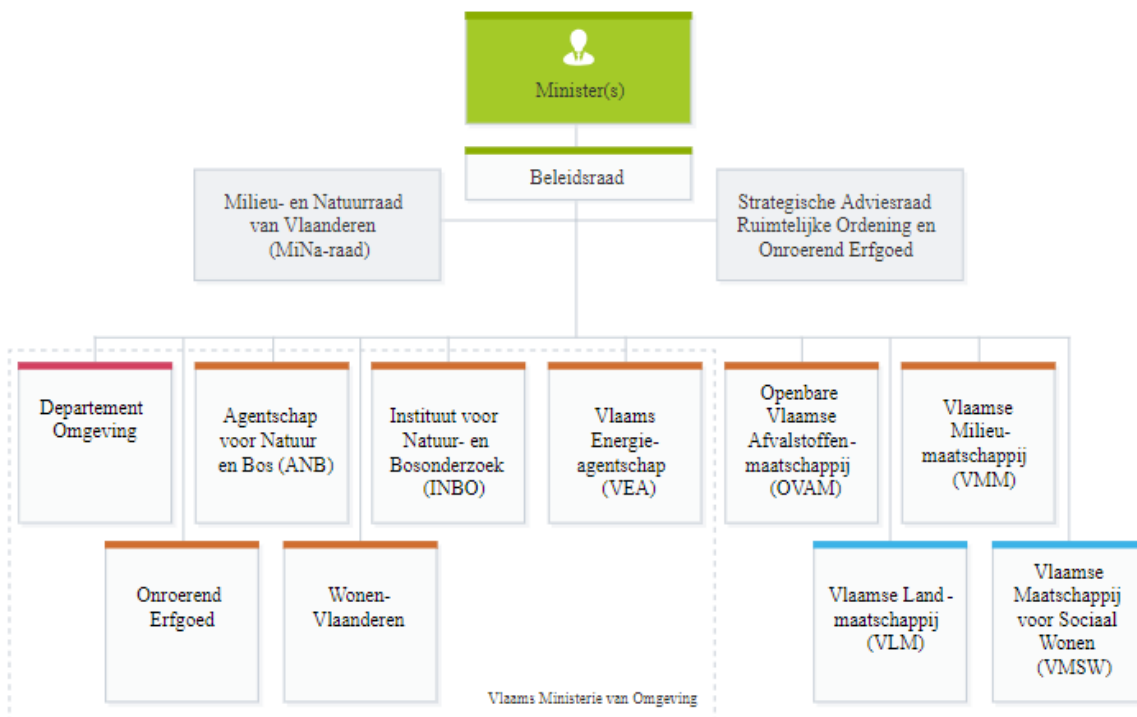 Minister(s)
Beleidsraad
Milieu- en Natuurraad
van Vlaanderen
(MiNa-raad)
Strategische Adviesraad
Ruimtelijke Ordening en
Onroerend Erfgoed
Departement
Omgeving
Agentschap
voor Natuur
en Bos (ANB)
Instituut voor
Natuur- en
Bosonderzoek
(INBO)
Vlaams
Energie-
agentschap
(VEA)
Openbare
Vlaamse
Afvalstoffen-
maatschappij
(OVAM)
Vlaamse
Milieu-
maatschappij
(VMM)
Onroerend
Erfgoed
Wonen-
Vlaanderen
Vlaamse Land-
maatschappij
(VLM)
Vlaamse
Maatschappij
voor Sociaal
Wonen
(VMSW)
Vlaams Ministerie van Omgeving